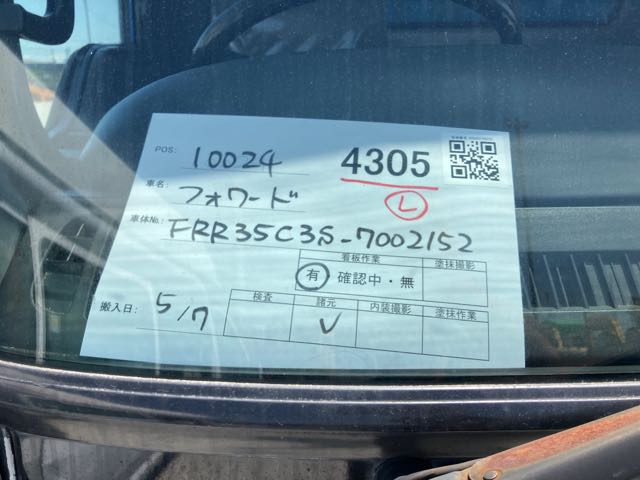 POS: 10024 4305
車名: フォワード L
車体No: FRR35C3S-7002152
看板作業 塗抹撮影
有 確認中・無
搬入日: 5/7
検査 諸元 内装撮影 塗抹作業
✓